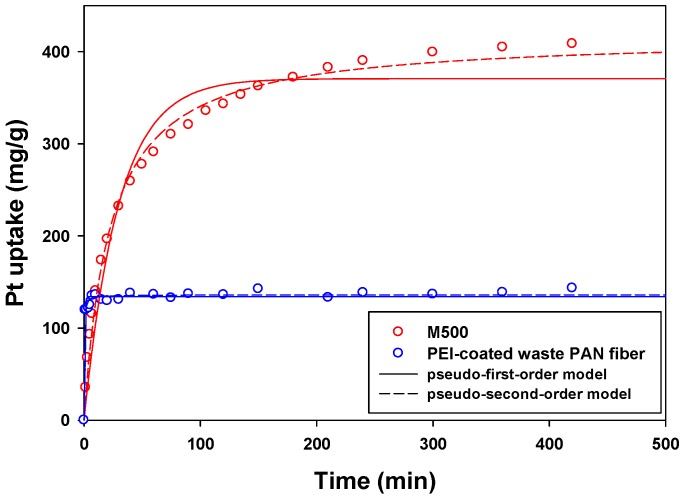 Pt uptake (mg/g)
400
300
200
100
0
0 100 200 300 400 500
Time (min)
M500
PEI-coated waste PAN fiber
pseudo-first-order model
pseudo-second-order model